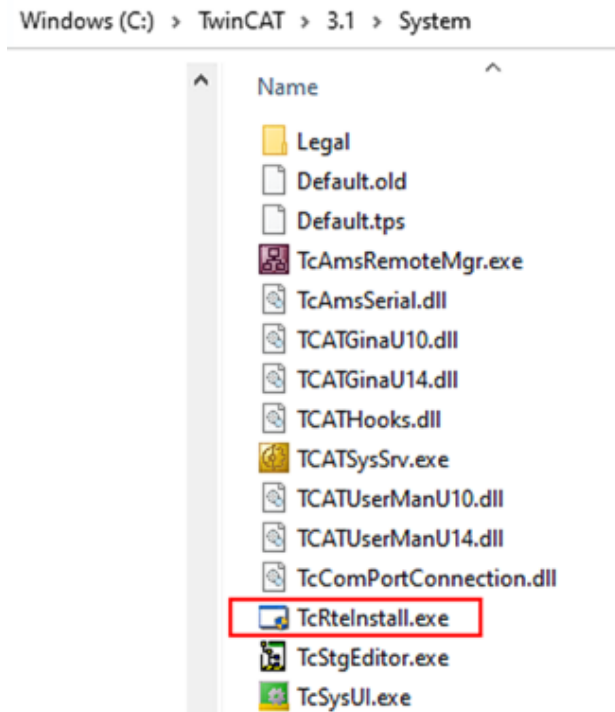 Windows (C:) > TwinCAT > 3.1 > System
Name
Legal
Default.old
Default.tps
TcAmsRemoteMgr.exe
TcAmsSerial.dll
TCATGinaU10.dll
TCATGinaU14.dll
TCATHooks.dll
TCATSysSrv.exe
TCATUserManU10.dll
TCATUserManU14.dll
TcComPortConnection.dll
TcRteInstall.exe
TcStgEditor.exe
TcSysUI.exe